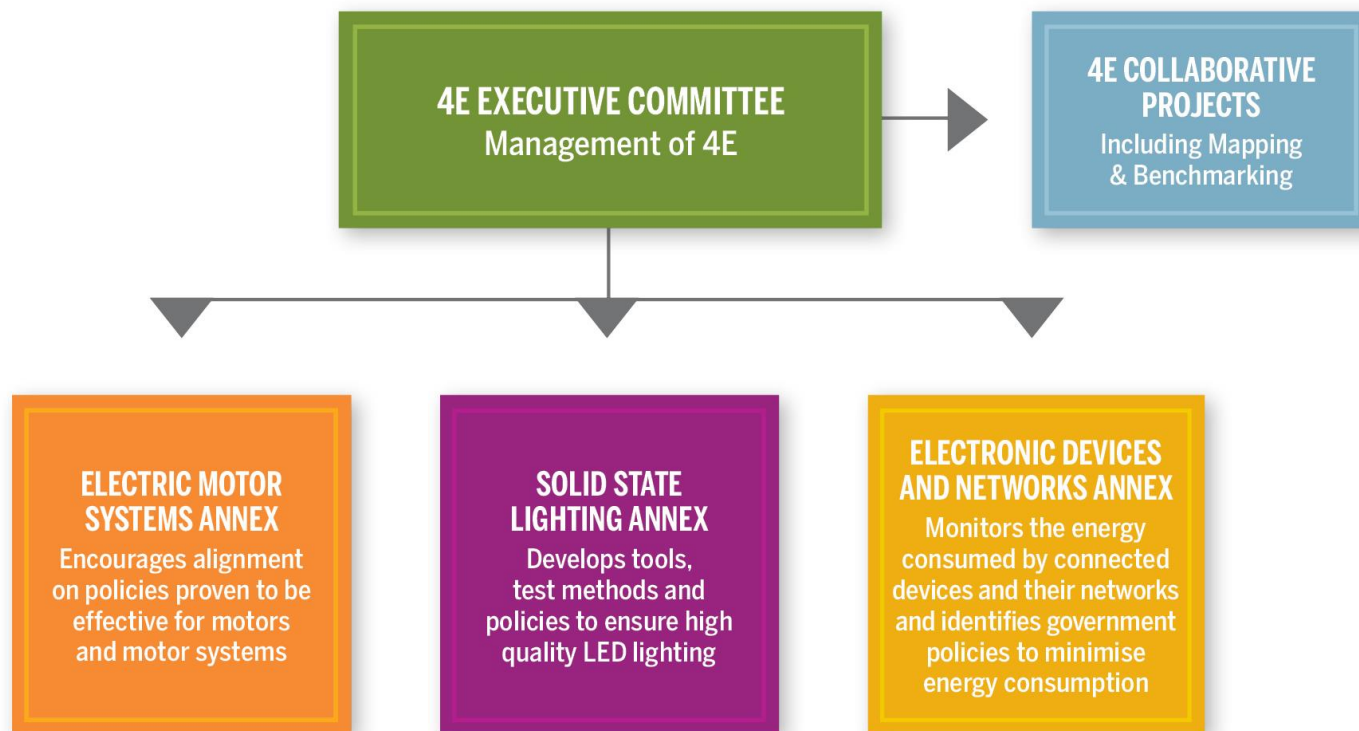 4E EXECUTIVE COMMITTEE
Management of 4E
4E COLLABORATIVE
PROJECTS
Including Mapping
& Benchmarking
ELECTRIC MOTOR
SYSTEMS ANNEX
Encourages alignment
on policies proven to be
effective for motors
and motor systems
SOLID STATE
LIGHTING ANNEX
Develops tools,
test methods and
policies to ensure high
quality LED lighting
ELECTRONIC DEVICES
AND NETWORKS ANNEX
Monitors the energy
consumed by connected
devices and their networks
and identifies government
policies to minimise
energy consumption